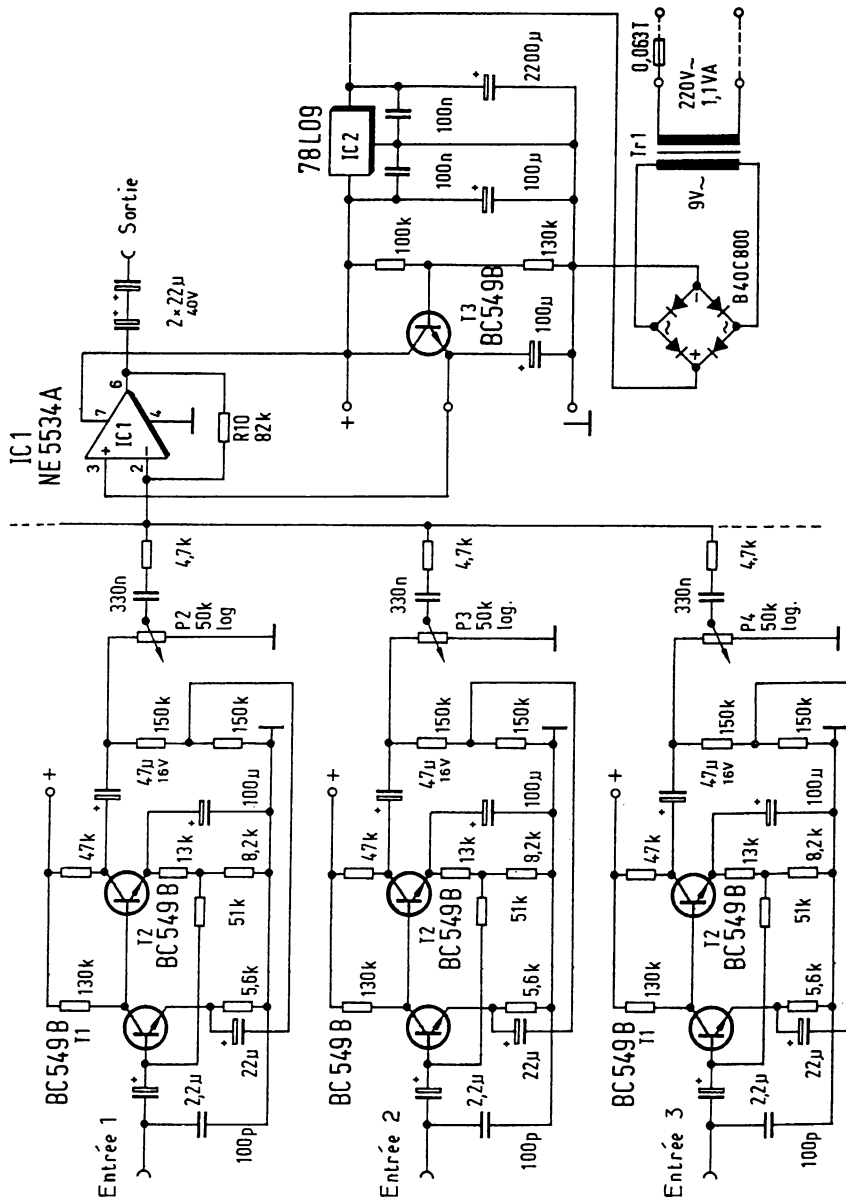 Entrée 1
BC549B
T1
130k
47k
+
T2
BC549B
2,2µ
100p
22µ
5,6k
51k
13k
8,2k
100µ
47µ
16V
150k
150k
P2
50k
log
330n
4,7k
Entrée 2
130k
47k
+
T2
BC549B
2,2µ
100p
22µ
5,6k
51k
13k
9,2k
100µ
47µ
16V
150k
150k
P3
50k
log.
330n
4,7k
Entrée 3
BC549B
T1
130k
47k
+
T2
BC549B
2,2µ
100p
22µ
5,6k
51k
13k
8,2k
100µ
47µ
16V
150k
150k
P4
50k
log.
330n
4,7k
IC1
NE 5534A
3
2
7
6
4
+
−
IC1
R10
82k
2×22µ
40V
Sortie
+
T3
BC549B
100µ
100k
130k
100µ
100n
100n
78L09
IC2
2200µ
B40C800
+
−
~
~
9V~
Tr1
220V~
1,1VA
0,063T